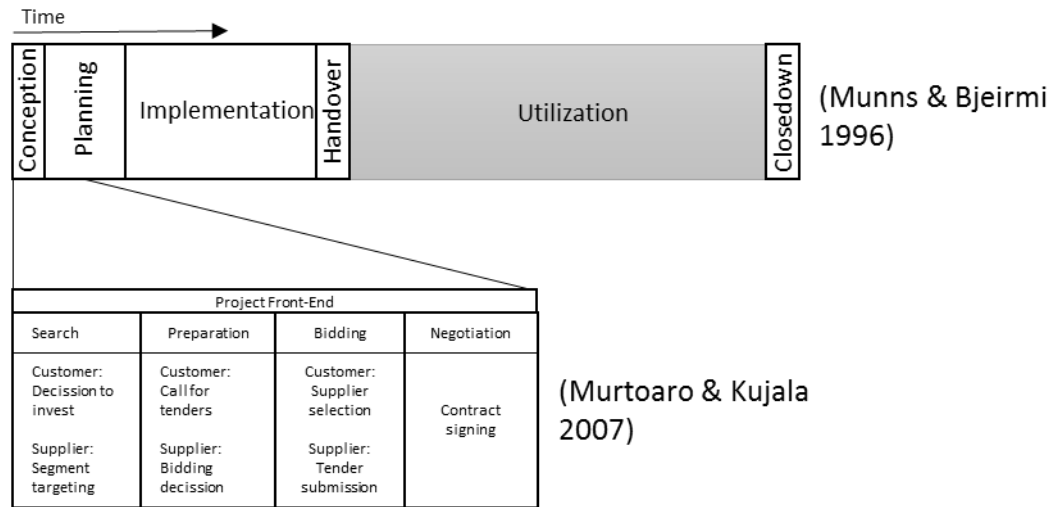 Time
Conception
Planning
Implementation
Handover
Utilization
Closedown
(Munns & Bjeirmi
1996)
Project Front-End
Search
Preparation
Bidding
Negotiation
Customer:
Decission to
invest
Supplier:
Segment
targeting
Customer:
Call for
tenders
Supplier:
Bidding
decission
Customer:
Supplier
selection
Supplier:
Tender
submission
Contract
signing
(Murtoaro & Kujala
2007)